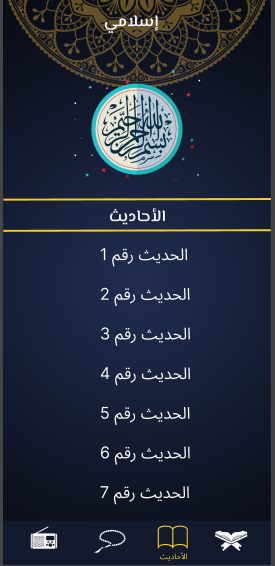 إسلامي
بسم الله الرحمن الرحيم
الأحاديث
الحديث رقم 1
الحديث رقم 2
الحديث رقم 3
الحديث رقم 4
الحديث رقم 5
الحديث رقم 6
الحديث رقم 7
الأحاديث